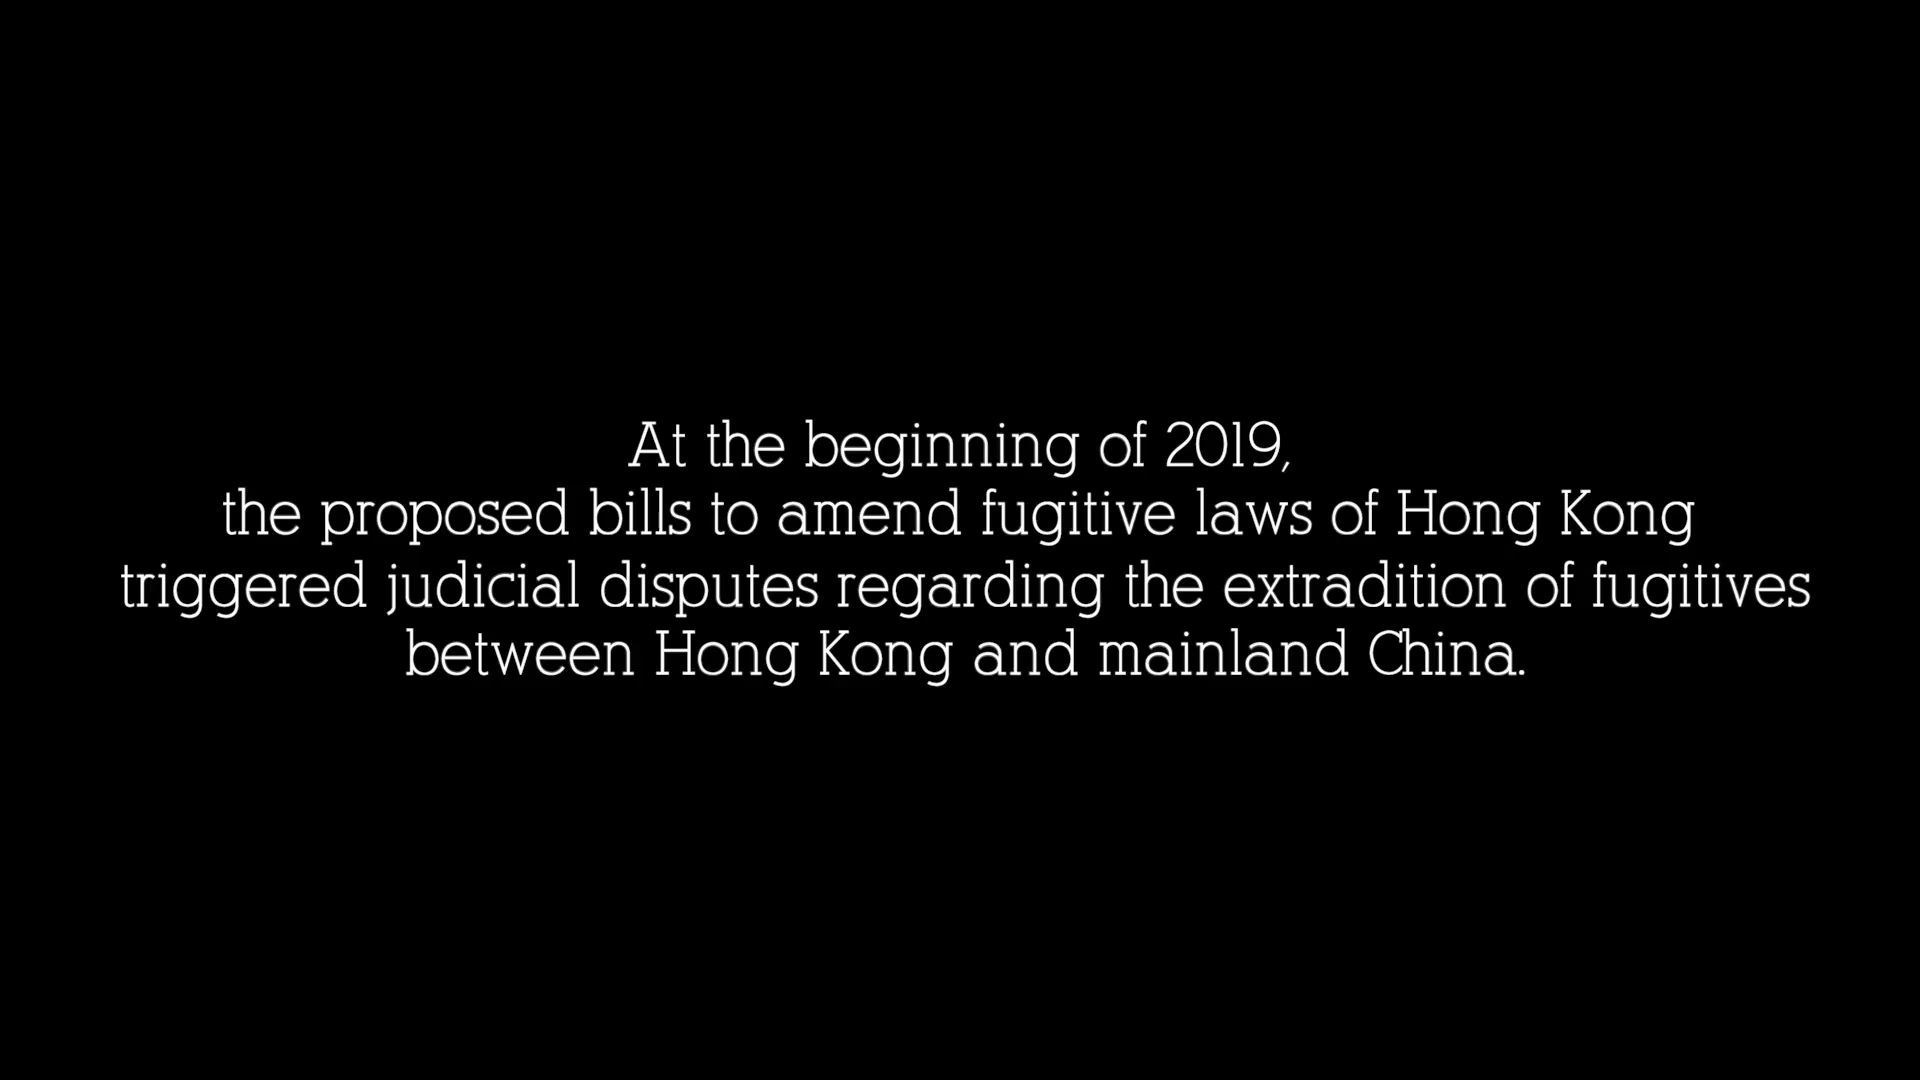 At the beginning of 2019,
the proposed bills to amend fugitive laws of Hong Kong
triggered judicial disputes regarding the extradition of fugitives
between Hong Kong and mainland China.